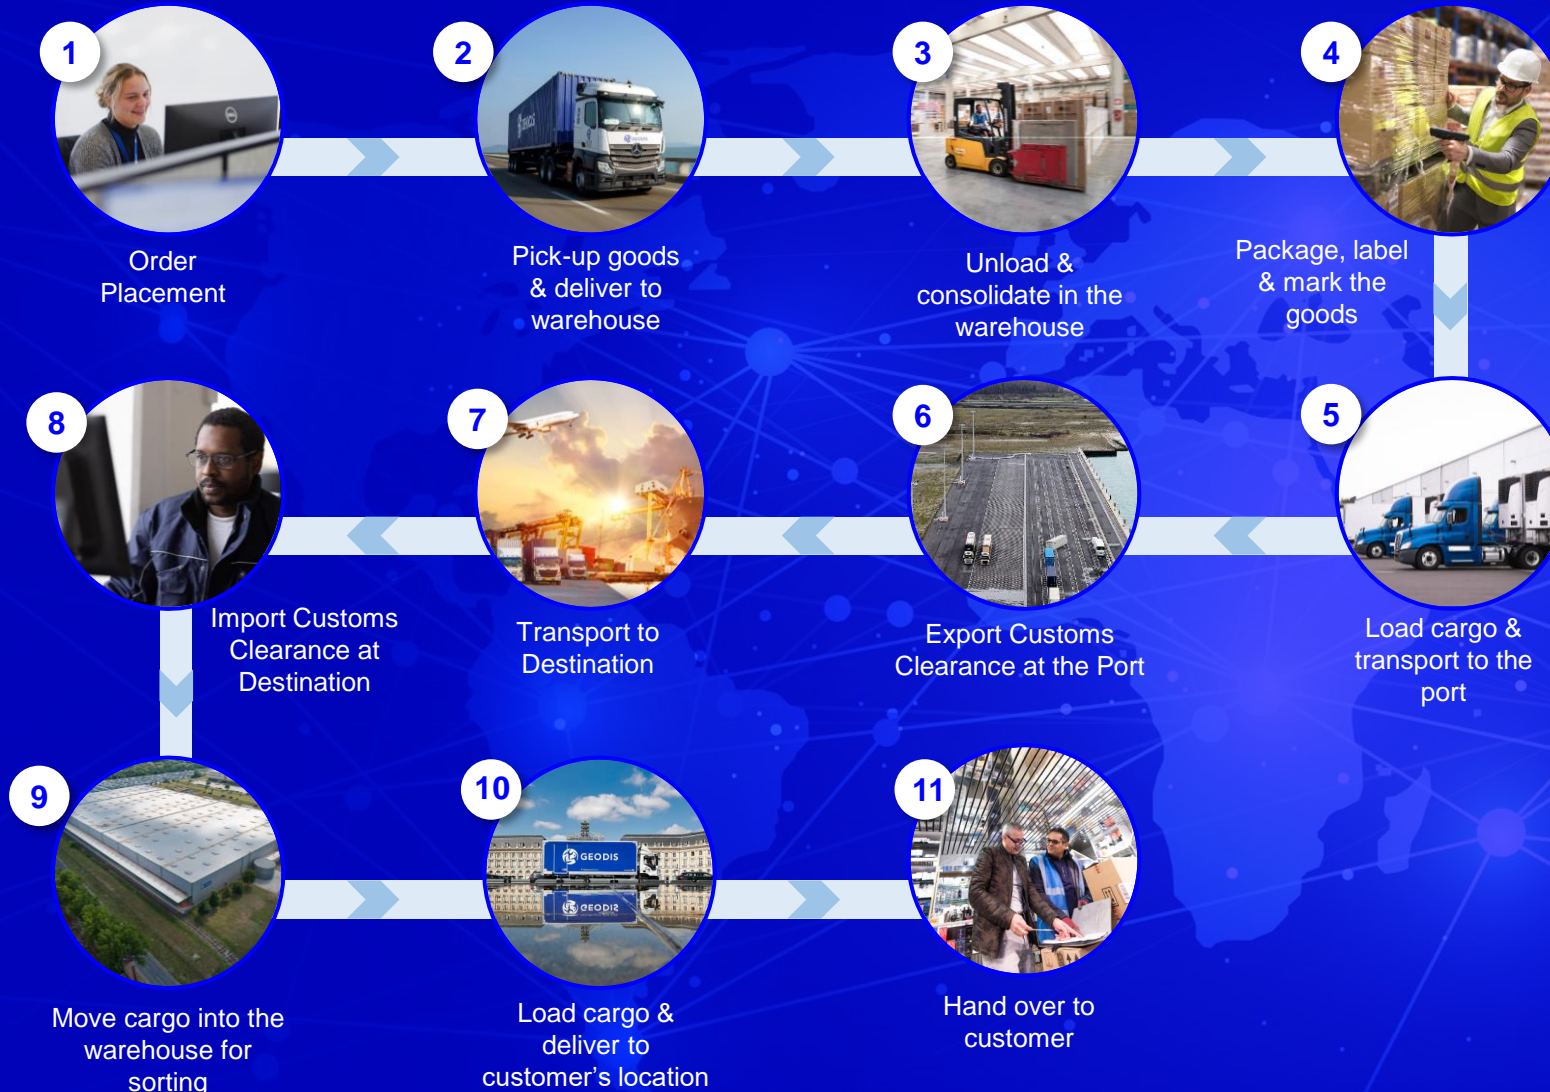 1
Order
Placement
2
Pick-up goods
& deliver to
warehouse
3
Unload &
consolidate in the
warehouse
4
Package, label
& mark the
goods
5
Load cargo &
transport to the
port
6
Export Customs
Clearance at the Port
7
Transport to
Destination
8
Import Customs
Clearance at
Destination
9
Move cargo into the
warehouse for
sorting
10
GEODIS
Load cargo &
deliver to
customer’s location
11
Hand over to
customer